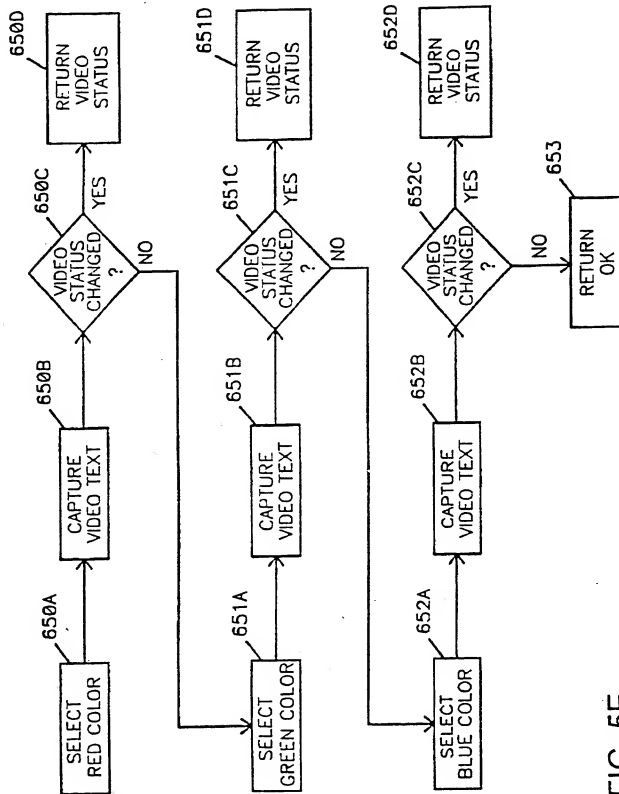 650A
SELECT
RED COLOR
650B
CAPTURE
VIDEO TEXT
650C
VIDEO
STATUS
CHANGED
?
YES
NO
650D
RETURN
VIDEO
STATUS
651A
SELECT
GREEN COLOR
651B
CAPTURE
VIDEO TEXT
651C
VIDEO
STATUS
CHANGED
?
YES
NO
651D
RETURN
VIDEO
STATUS
652A
SELECT
BLUE COLOR
652B
CAPTURE
VIDEO TEXT
652C
VIDEO
STATUS
CHANGED
?
YES
NO
652D
RETURN
VIDEO
STATUS
653
RETURN
OK
FIG.